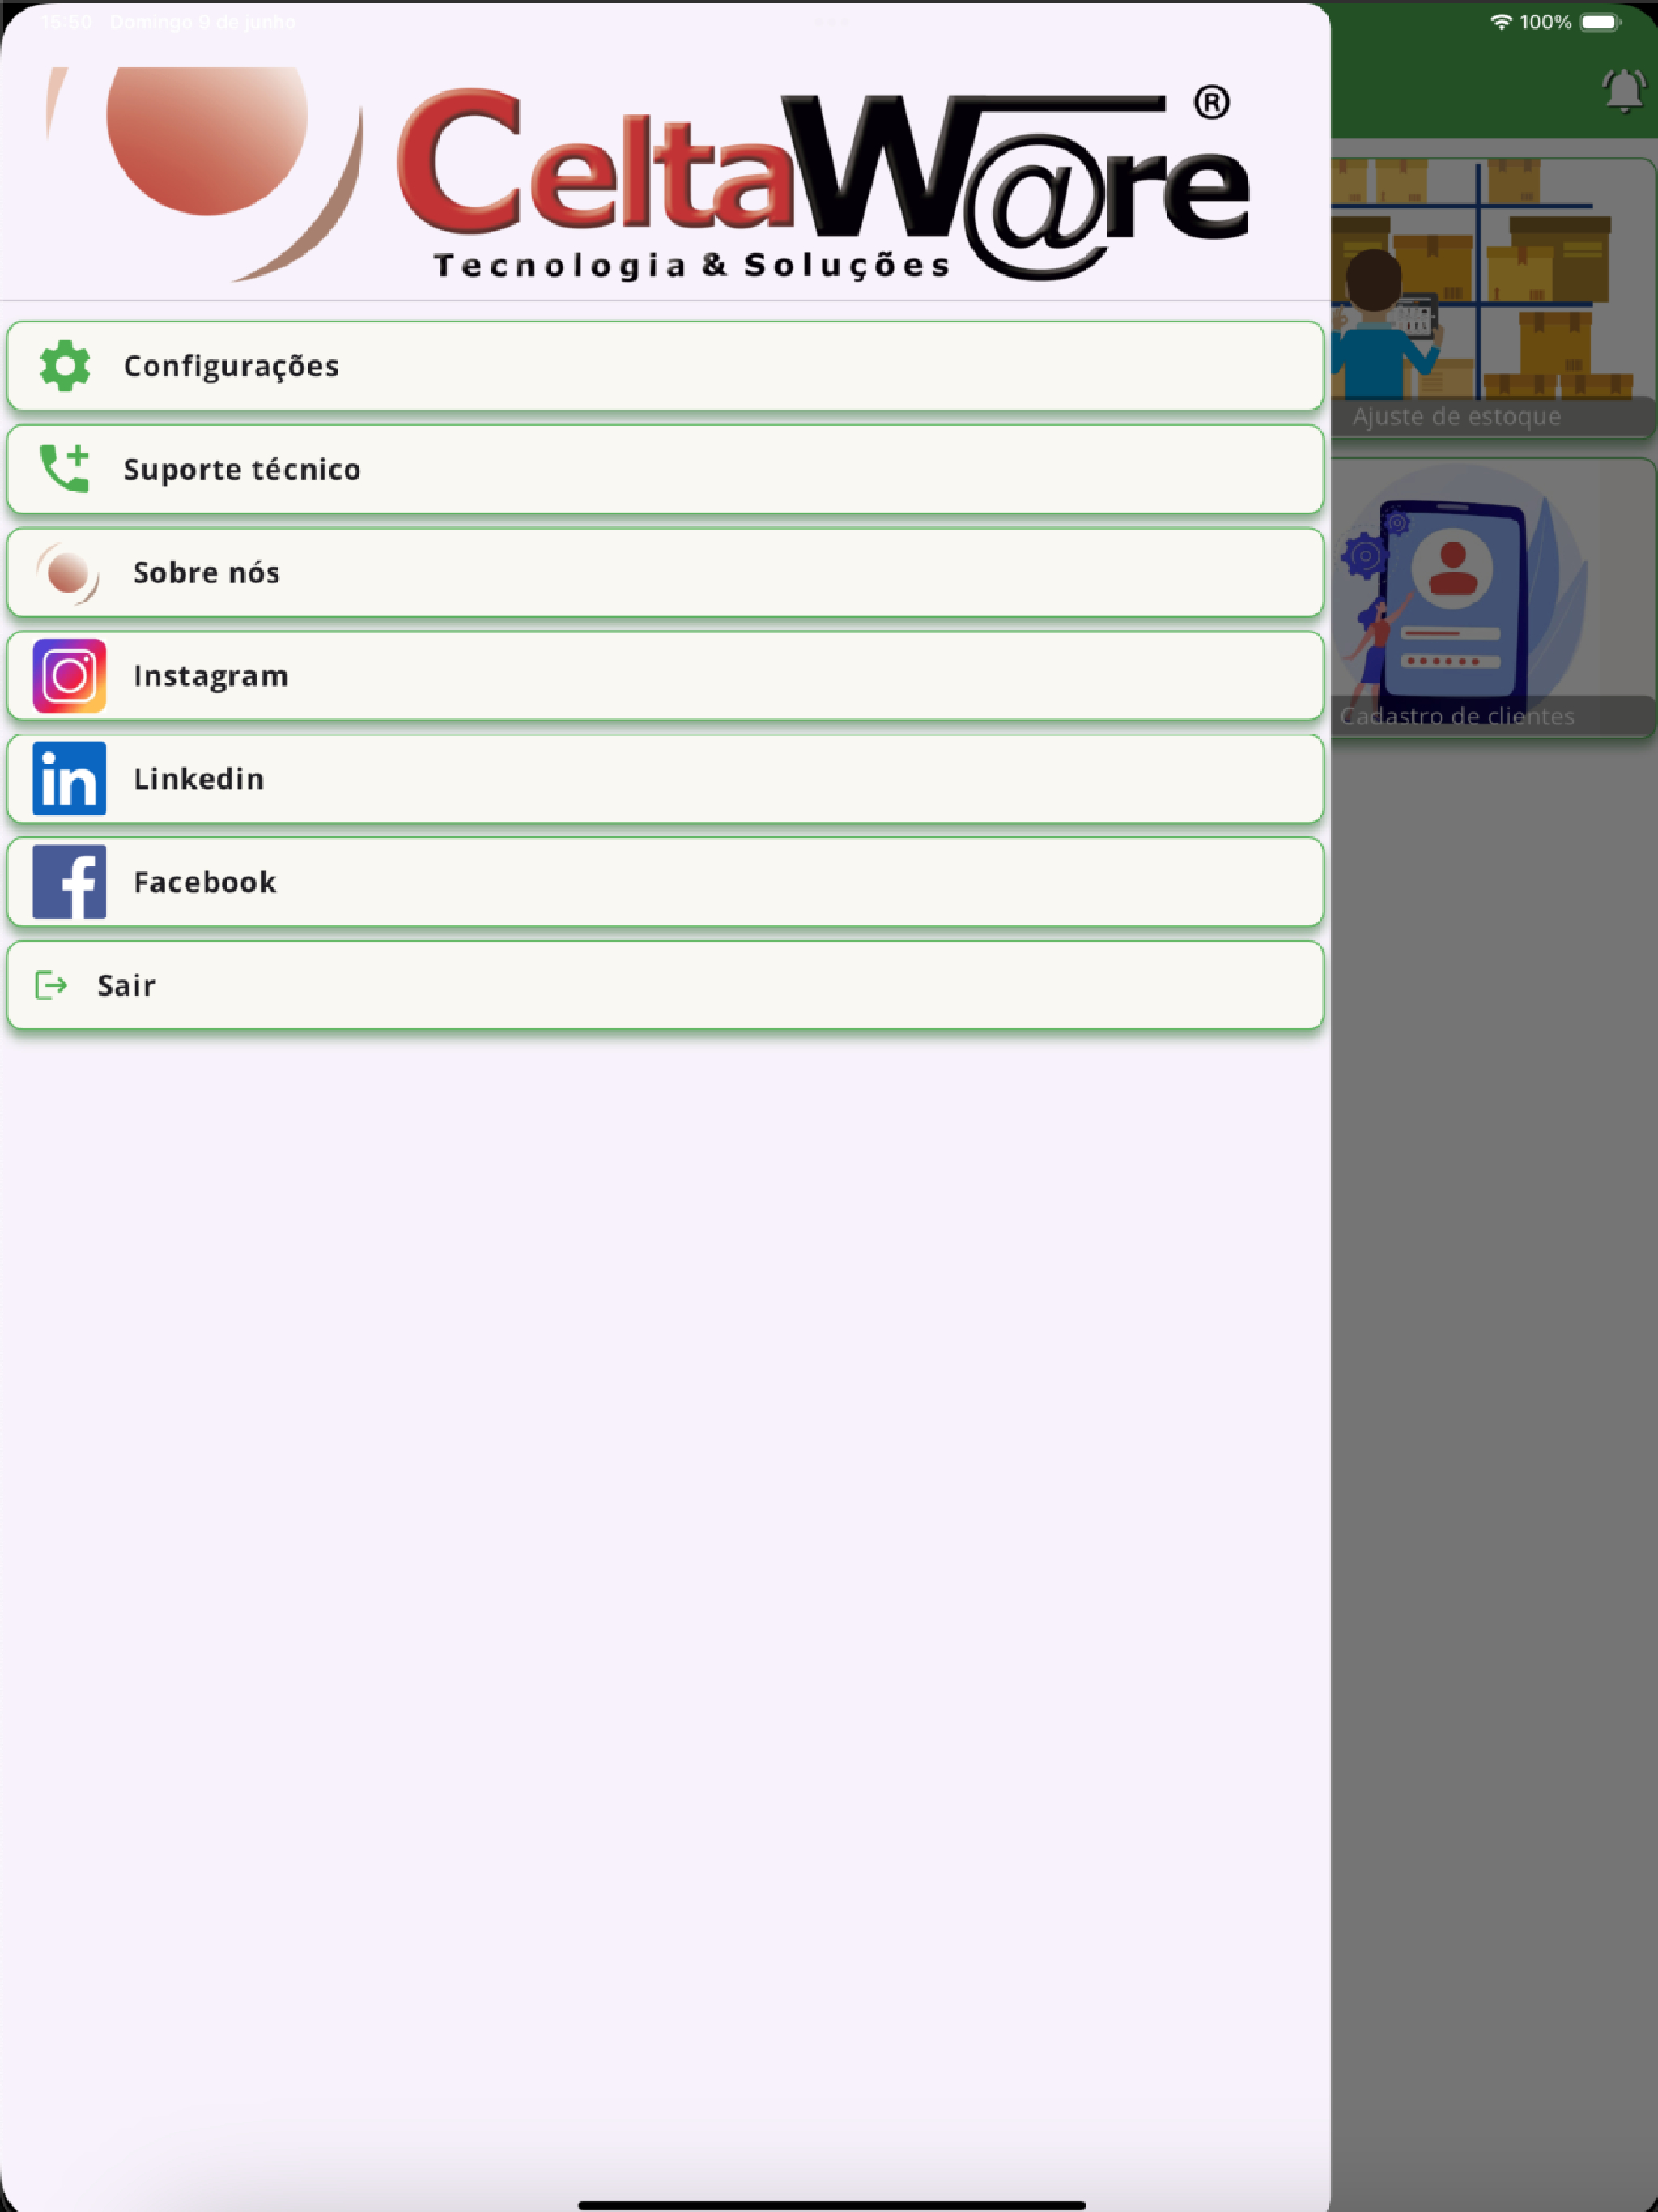 15:50 Domingo 9 de junho
100%
CeltaW@re ®
Tecnologia & Soluções
Configurações
Suporte técnico
Sobre nós
Instagram
in
Linkedin
f
Facebook
Sair
Ajuste de estoque
Cadastro de clientes